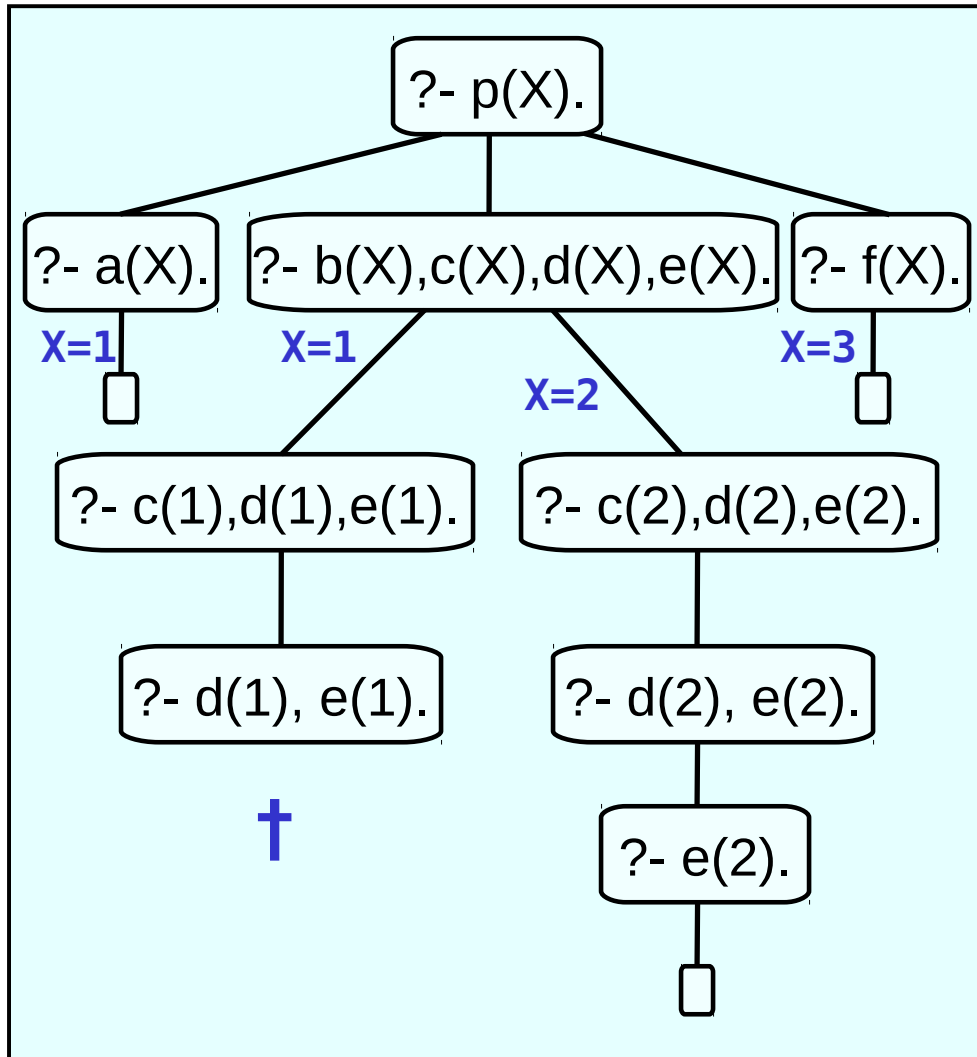 ?- p(X).
?- a(X).
?- b(X),c(X),d(X),e(X).
?- f(X).
X=1
X=1
X=2
X=3
?- c(1),d(1),e(1).
?- c(2),d(2),e(2).
?- d(1), e(1).
?- d(2), e(2).
†
?- e(2).